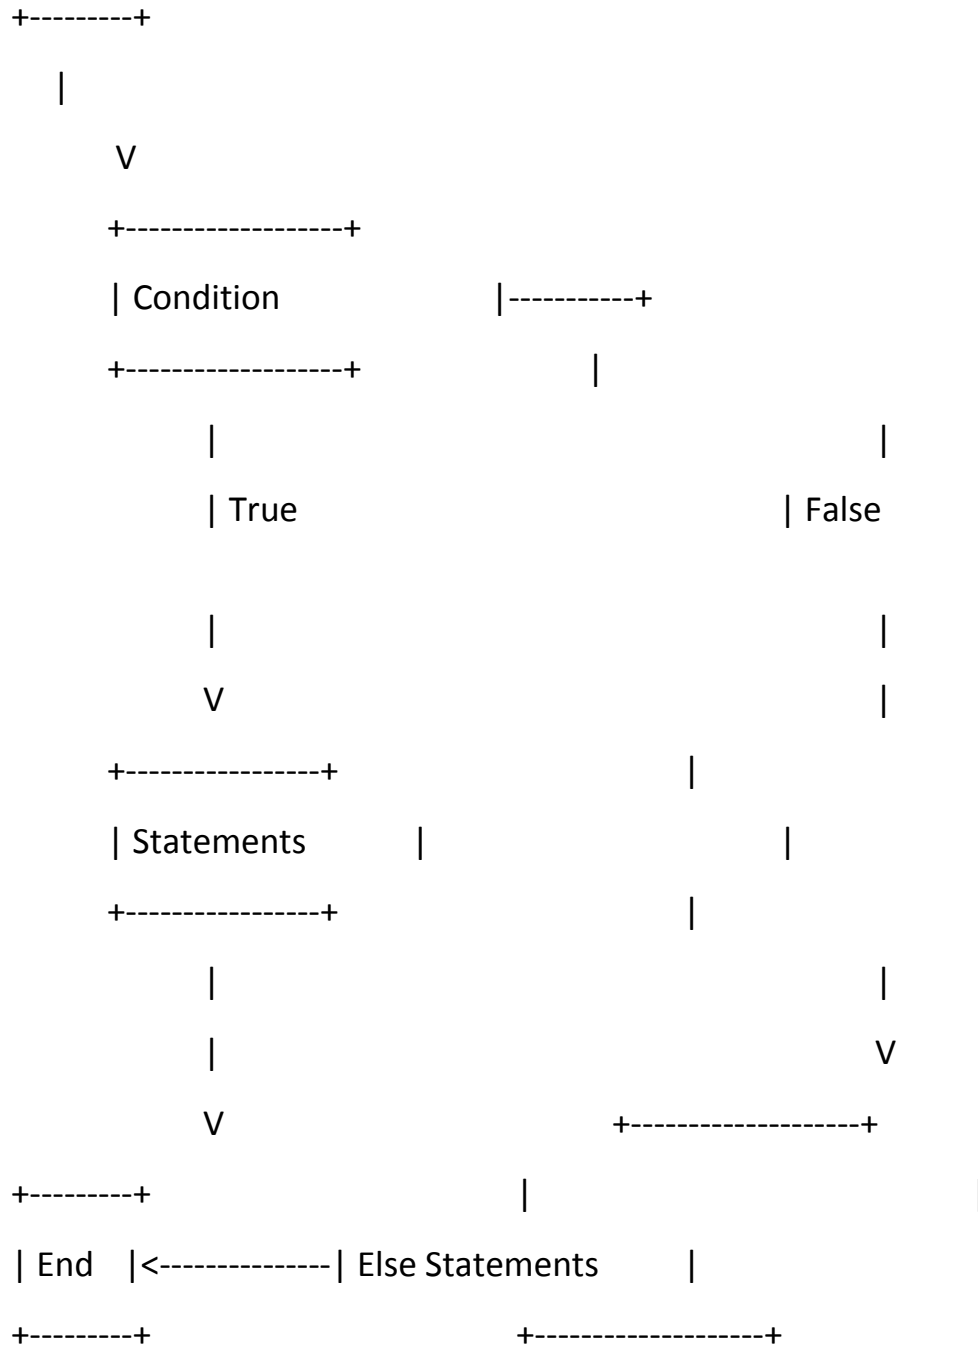 +---------+
|
V
+-------------------+
| Condition |-----------+
+-------------------+ |
| |
| True | False
| |
V |
+-----------------+ |
| Statements | |
+-----------------+ |
| |
| V
V +-------------------+
+---------+ | |
| End |<---------------| Else Statements |
+---------+ +-------------------+